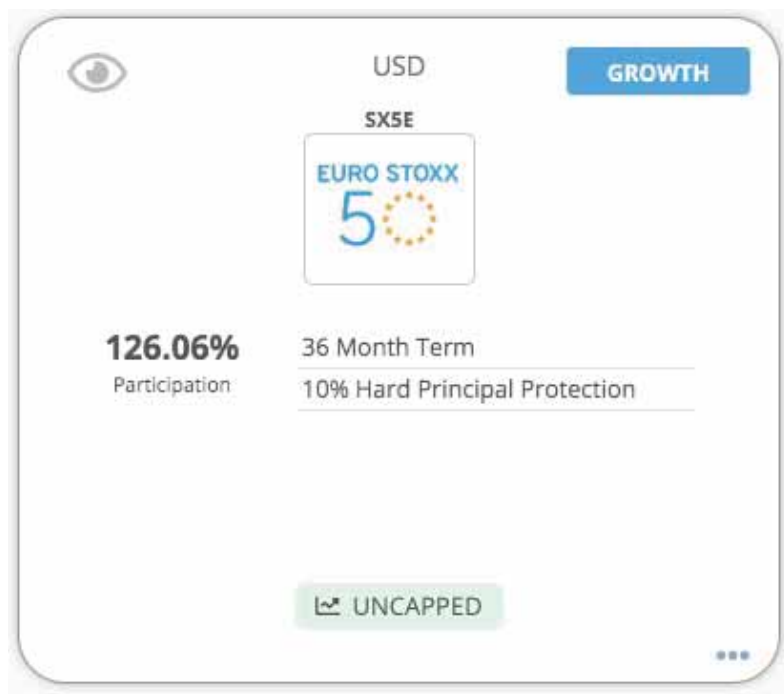 USD
GROWTH
SX5E
EURO STOXX
50
126.06%
Participation
36 Month Term
10% Hard Principal Protection
UNCAPPED